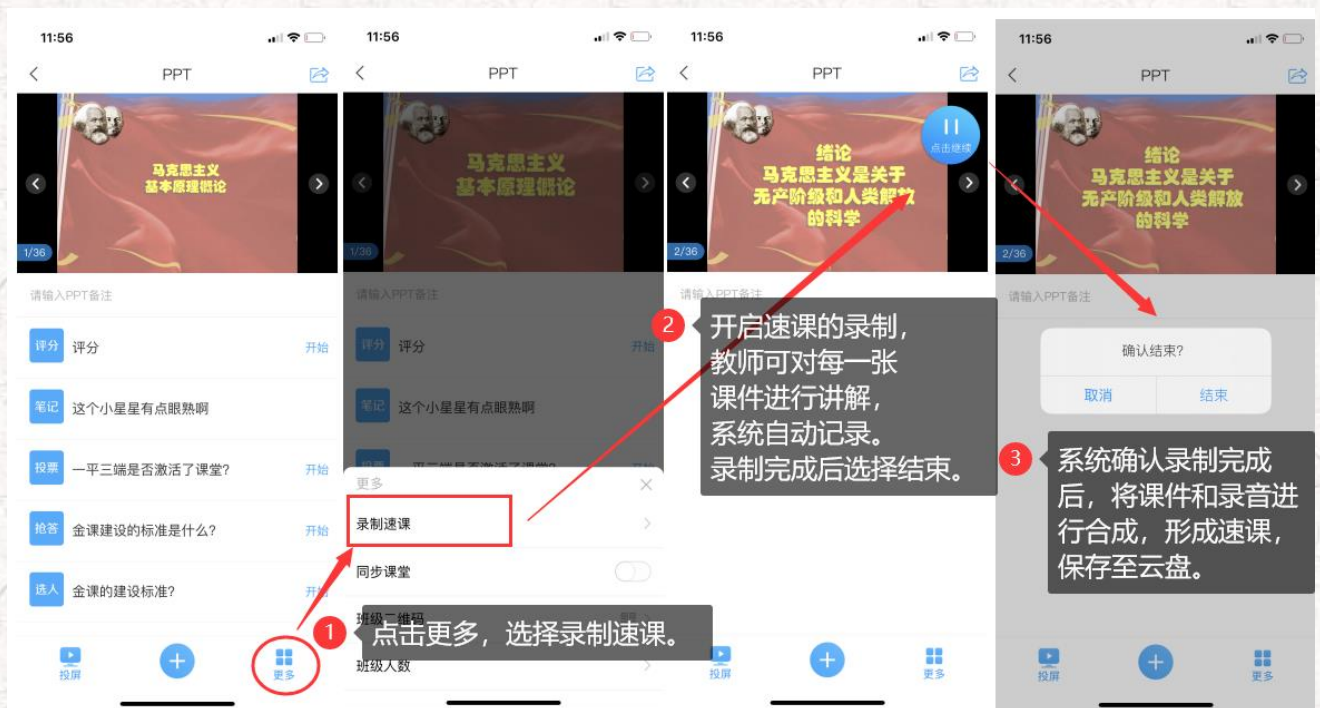 11:56
PPT
马克思主义
基本原理概论
1/36
请输入PPT备注
评分 评分 开始
笔记 这个小星星有点眼熟啊
投票 一平三端是否激活了课堂? 开始
抢答 金课建设的标准是什么? 开始
选人 金课的建设标准?
投屏
更多
11:56
PPT
马克思主义
基本原理概论
1/36
请输入PPT备注
评分 评分 开始
笔记 这个小星星有点眼熟啊
更多
录制速课
同步课堂
班级二维码
班级人数
1 点击更多，选择录制速课。
11:56
PPT
点击继续
绪论
马克思主义是关于
无产阶级和人类解放
的科学
2/36
请输入PPT备注
2 开启速课的录制，
教师可对每一张
课件进行讲解，
系统自动记录。
录制完成后选择结束。
投屏
更多
11:56
PPT
绪论
马克思主义是关于
无产阶级和人类解放
的科学
2/36
请输入PPT备注
确认结束?
取消 结束
3 系统确认录制完成
后，将课件和录音进
行合成，形成速课，
保存至云盘。
投屏
更多